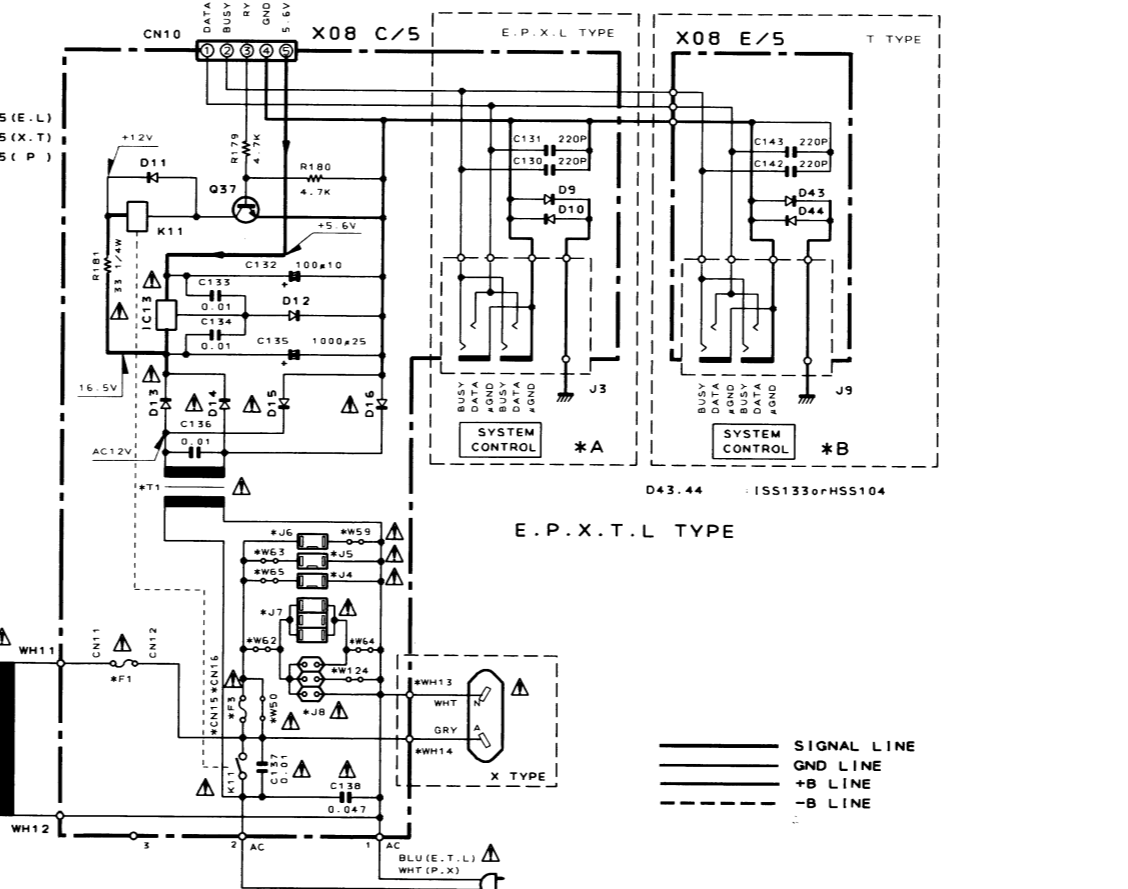 DATA
BUSY
RY
GND
5.6V
CN10
1 2 3 4 5
X08 C/5
E.P.X.L TYPE
X08 E/5
T TYPE
5(E.L)
5(X.T)
5( P )
+12V
D11
R179
4.7K
R180
4.7K
Q37
K11
+5.6V
R181
33 1/4W
C132 100µ10
C133
0.01
IC13
D12
C134
0.01
C135 1000µ25
16.5V
D13
D14
D15
D16
C136
0.01
AC12V
*T1
C131 220P
C130 220P
D9
D10
C143 220P
C142 220P
D43
D44
BUSY
DATA
#GND
BUSY
DATA
#GND
J3
SYSTEM
CONTROL
*A
BUSY
DATA
#GND
BUSY
DATA
#GND
J9
SYSTEM
CONTROL
*B
D43.44 :ISS133orHSS104
E.P.X.T.L TYPE
*J6
*W59
*W63
*J5
*W65
*J4
*J7
*W62
*W64
*W124
*J8
WH11
CN11
CN12
*F1
*CN15
*CN16
*F3
*W50
*WH13
WHT
N
A
GRY
*WH14
X TYPE
K11
C137
0.01
C138
0.047
WH12
3
2
AC
1
AC
BLU(E.T.L)
WHT(P.X)
SIGNAL LINE
GND LINE
+B LINE
-B LINE